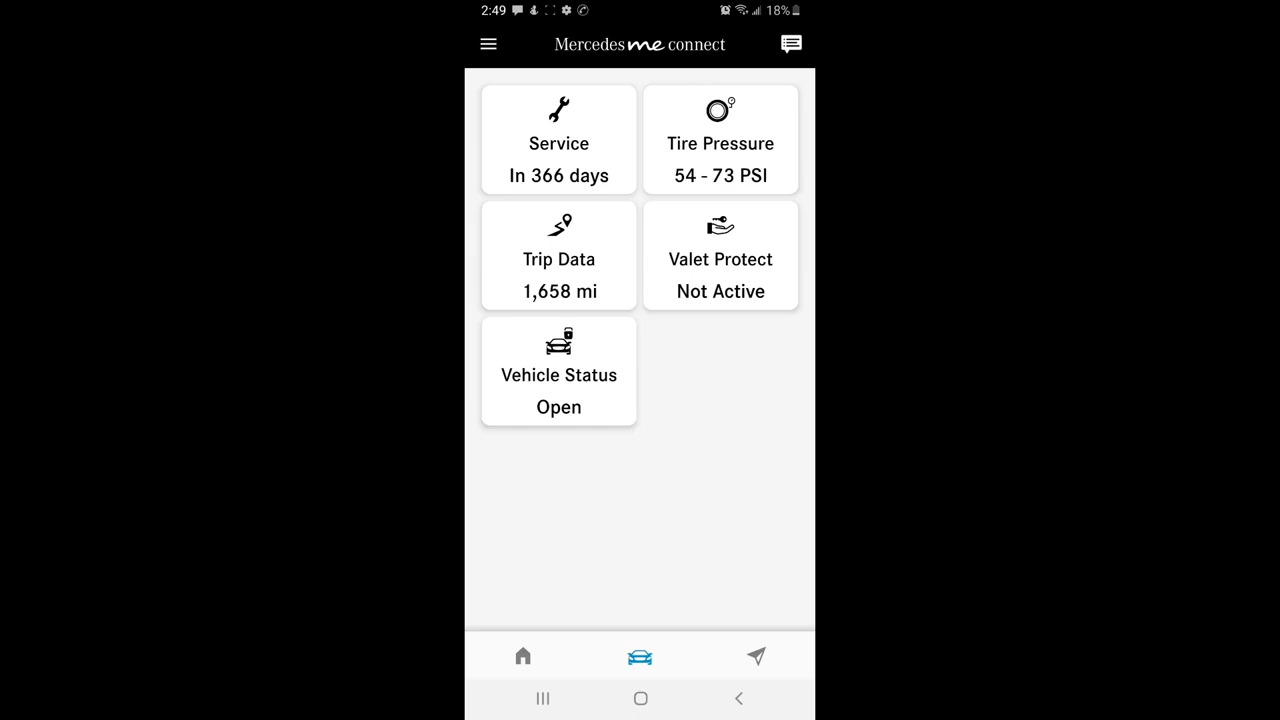 2:49
18%
Mercedes me connect
Service
In 366 days
Tire Pressure
54 - 73 PSI
Trip Data
1,658 mi
Valet Protect
Not Active
Vehicle Status
Open